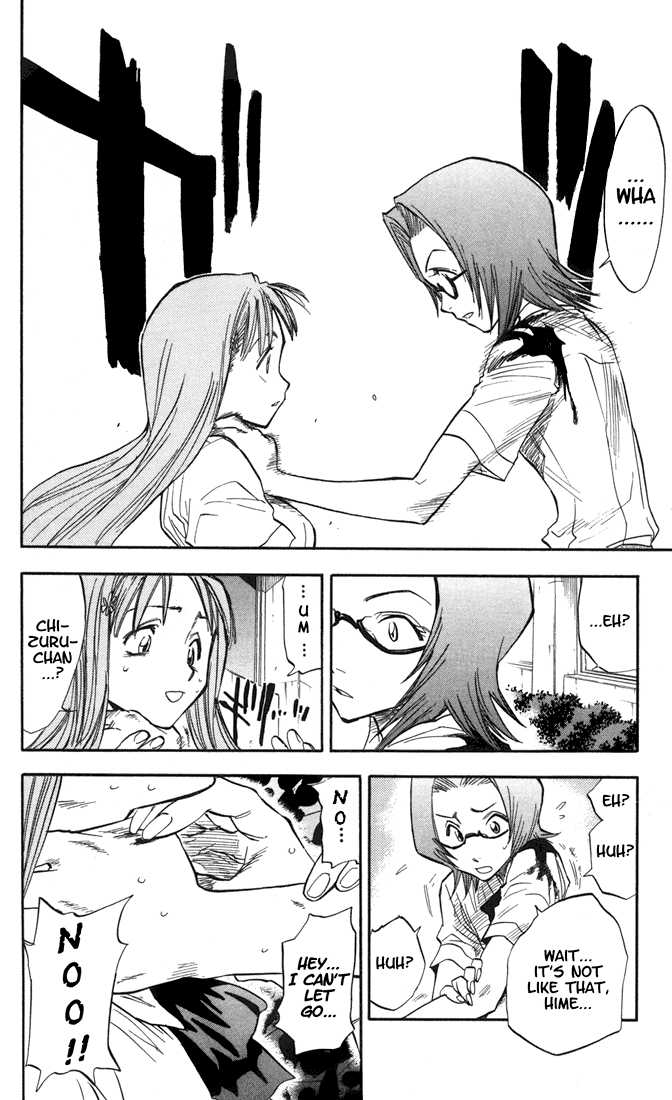 ...
WHA
......
...EH?
...
UM...
CHI-
ZURU-
CHAN
...?
EH?
HUH?
HUH?
WAIT...
IT'S NOT
LIKE THAT,
HIME...
NO...
HEY...
I CAN'T
LET
GO...
NOO!!